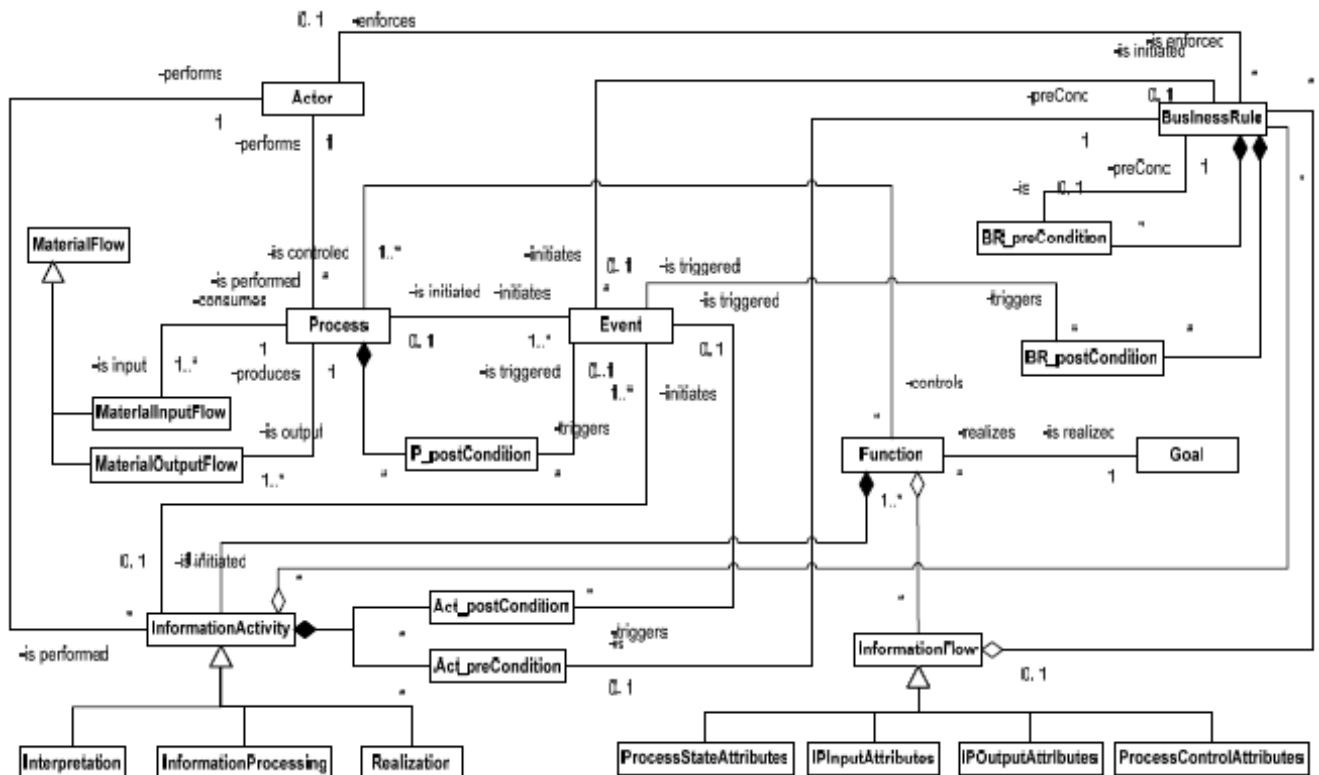 0..1
-enforces
-is enforced
-is initiated
*
*
-performs
Actor
1
-performs
1
-preConc
0..1
BusinessRule
1
-preConc
1
*
-is
0..1
BR_preCondition
*
MaterialFlow
-is controled
1..*
-initiates
0..1
-is triggered
-is performed
*
-consumes
-is initiated
-initiates
*
-is triggered
-triggers
Process
Event
1
0..1
1..*
0..1
*
*
-is input
1..*
-produces
1
-is triggered
0..1
BR_postCondition
1..*
-initiates
-controls
MaterialInputFlow
-is output
-triggers
*
-realizes
-is realized
MaterialOutputFlow
P_postCondition
Function
Goal
1..*
*
*
*
1
1..*
0..1
-is initiated
*
*
Act_postCondition
*
*
InformationActivity
-triggers
-is
InformationFlow
-is performed
*
Act_preCondition
0..1
*
0..1
Interpretation
InformationProcessing
Realization
ProcessStateAttributes
IPInputAttributes
IPOutputAttributes
ProcessControlAttributes